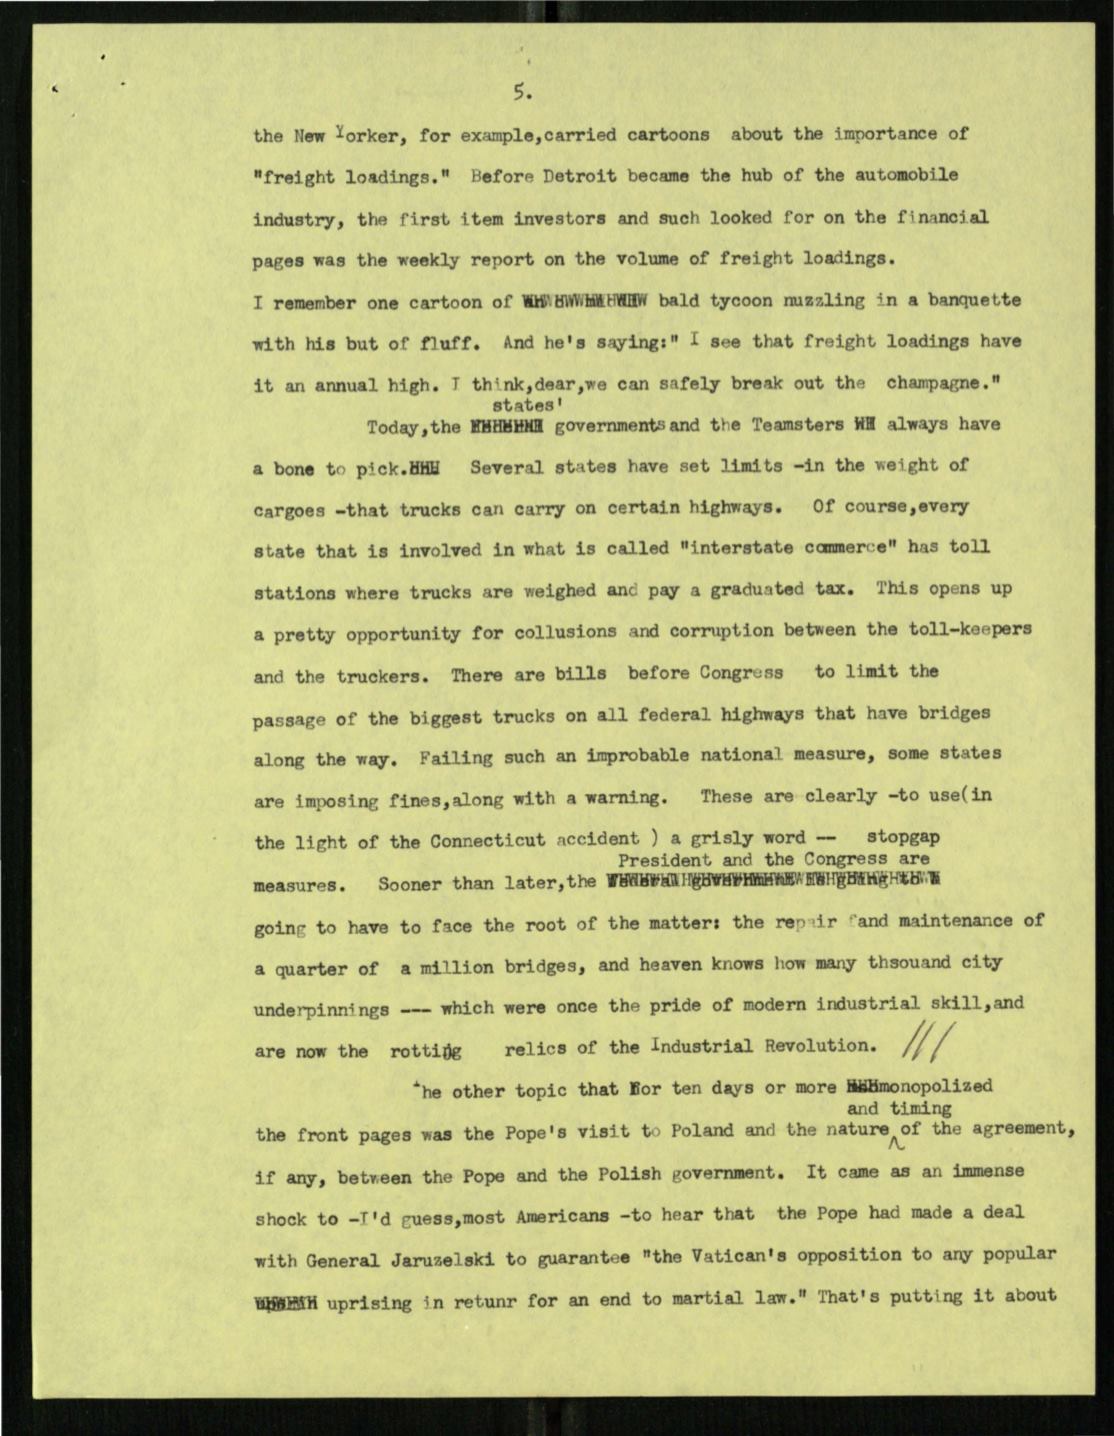 5.
the New Yorker, for example,carried cartoons about the importance of
"freight loadings." Before Detroit became the hub of the automobile
industry, the first item investors and such looked for on the financial
pages was the weekly report on the volume of freight loadings.
I remember one cartoon of bald tycoon nuzzling in a banquette
with his but of fluff. And he's saying:" I see that freight loadings have
it an annual high. I think,dear,we can safely break out the champagne."
states'
Today,the governments and the Teamsters always have
a bone to pick. Several states have set limits -in the weight of
cargoes -that trucks can carry on certain highways. Of course,every
state that is involved in what is called "interstate commerce" has toll
stations where trucks are weighed and pay a graduated tax. This opens up
a pretty opportunity for collusions and corruption between the toll-keepers
and the truckers. There are bills before Congress to limit the
passage of the biggest trucks on all federal highways that have bridges
along the way. Failing such an improbable national measure, some states
are imposing fines,along with a warning. These are clearly -to use(in
the light of the Connecticut accident ) a grisly word -- stopgap
President and the Congress are
measures. Sooner than later,the federal government is going to
going to have to face the root of the matter: the repair and maintenance of
a quarter of a million bridges, and heaven knows how many thsouand city
underpinnings --- which were once the pride of modern industrial skill,and
are now the rotting relics of the Industrial Revolution. ///
The other topic that for ten days or more monopolized
and timing
the front pages was the Pope's visit to Poland and the nature of the agreement,
if any, between the Pope and the Polish government. It came as an immense
shock to -I'd guess,most Americans -to hear that the Pope had made a deal
with General Jaruzelski to guarantee "the Vatican's opposition to any popular
uprising in retunr for an end to martial law." That's putting it about